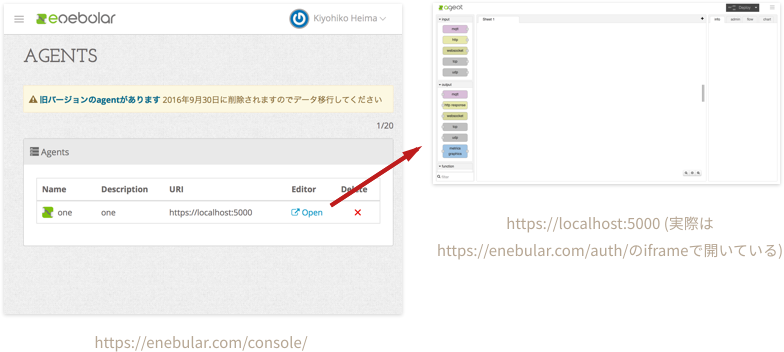 enebular
Kiyohiko Heima
AGENTS
旧バージョンのagentがあります 2016年9月30日に削除されますのでデータ移行してください
1/20
Agents
Name Description URI Editor Delete
one one https://localhost:5000 Open
https://enebular.com/console/
agent
Deploy
input
Sheet 1
info
mqtt
http
websocket
tcp
udp
output
mqtt
http response
websocket
tcp
udp
metrics
graphics
function
https://localhost:5000 (実際は
https://enebular.com/auth/のiframeで開いている)